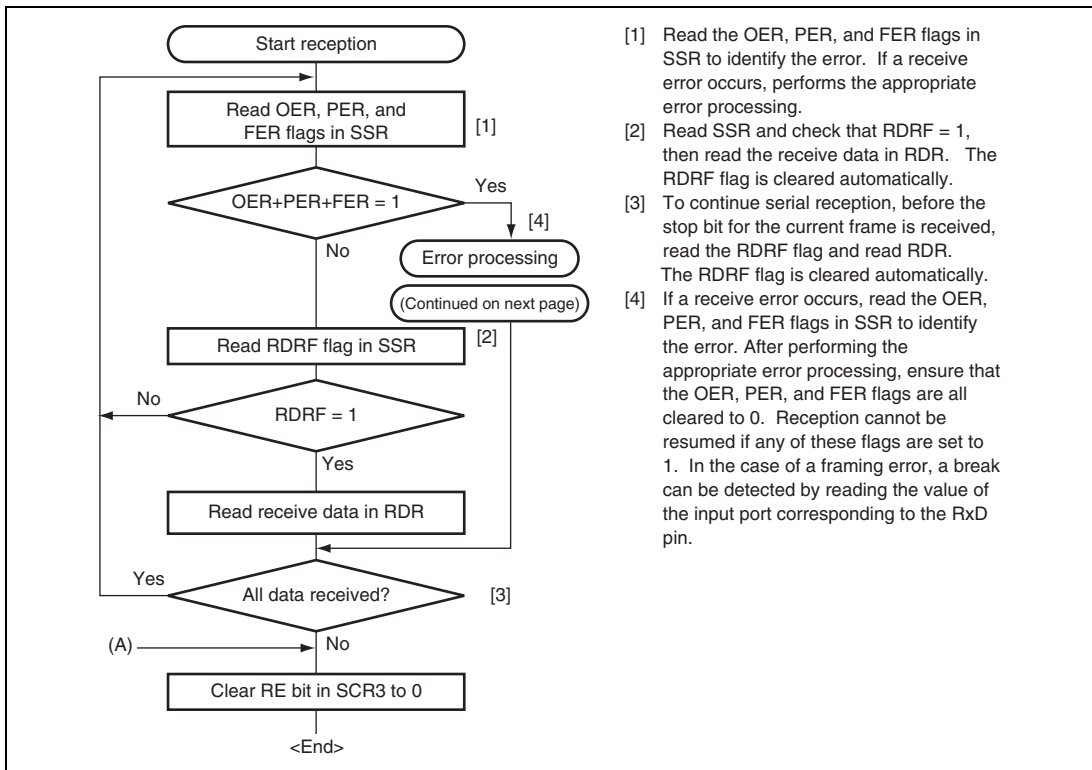 Start reception
Read OER, PER, and
FER flags in SSR
[1]
OER+PER+FER = 1
Yes
[4]
No
Error processing
(Continued on next page)
Read RDRF flag in SSR
[2]
No
RDRF = 1
Yes
Read receive data in RDR
Yes
All data received?
[3]
(A)
No
Clear RE bit in SCR3 to 0
<End>
[1] Read the OER, PER, and FER flags in
SSR to identify the error. If a receive
error occurs, performs the appropriate
error processing.
[2] Read SSR and check that RDRF = 1,
then read the receive data in RDR. The
RDRF flag is cleared automatically.
[3] To continue serial reception, before the
stop bit for the current frame is received,
read the RDRF flag and read RDR.
The RDRF flag is cleared automatically.
[4] If a receive error occurs, read the OER,
PER, and FER flags in SSR to identify
the error. After performing the
appropriate error processing, ensure that
the OER, PER, and FER flags are all
cleared to 0. Reception cannot be
resumed if any of these flags are set to
1. In the case of a framing error, a break
can be detected by reading the value of
the input port corresponding to the RxD
pin.